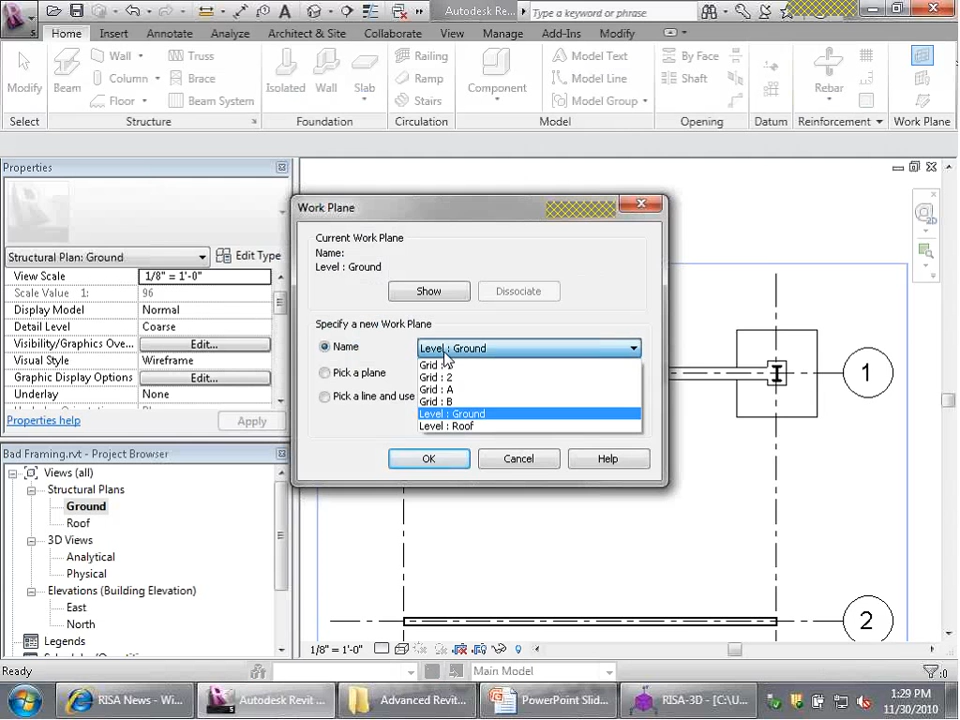 Autodesk Re...
Type a keyword or phrase
Home Insert Annotate Analyze Architect & Site Collaborate View Manage Add-Ins Modify
Wall Truss Railing Model Text By Face
Column Brace Ramp Model Line Shaft
Modify Beam Floor Beam System Isolated Wall Slab Stairs Component Model Group Rebar
Select Structure Foundation Circulation Model Opening Datum Reinforcement Work Plane
Properties
Structural Plan: Ground Edit Type
View Scale 1/8" = 1'-0"
Scale Value 1: 96
Display Model Normal
Detail Level Coarse
Visibility/Graphics Ove... Edit...
Visual Style Wireframe
Graphic Display Options Edit...
Underlay None
Properties help Apply
Bad Framing.rvt - Project Browser
Views (all)
Structural Plans
Ground
Roof
3D Views
Analytical
Physical
Elevations (Building Elevation)
East
North
Legends
Work Plane
Current Work Plane
Name:
Level : Ground
Show Dissociate
Specify a new Work Plane
Name Level : Ground
Pick a plane
Pick a line and use
Grid :
Grid : 2
Grid : A
Grid : B
Level : Ground
Level : Roof
OK Cancel Help
1
2
2D
1/8" = 1'-0"
Ready Main Model :0
RISA News - Wi... Autodesk Revit ... Advanced Revit PowerPoint Slid... RISA-3D - [C:\U... 1:29 PM
11/30/2010